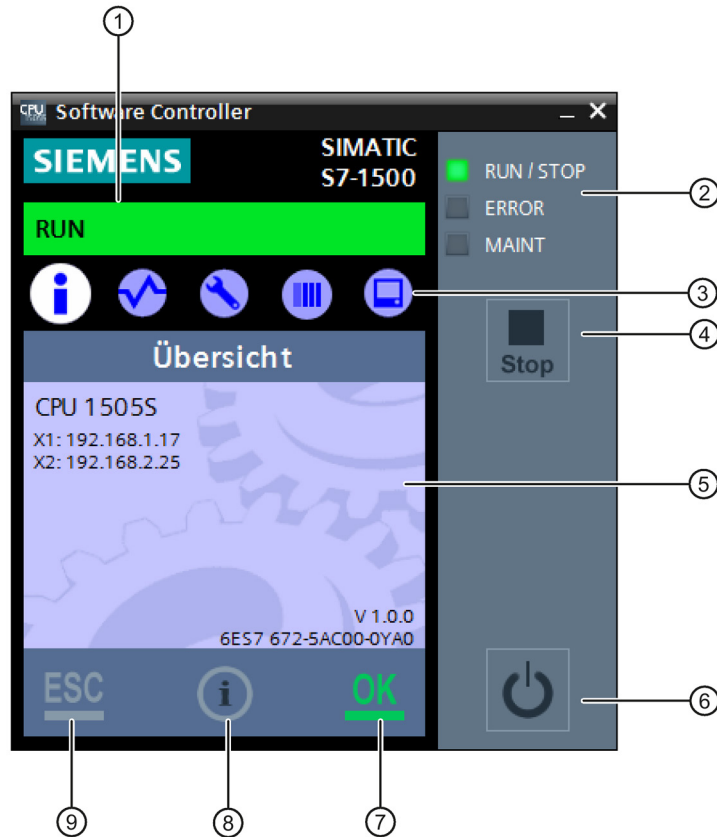 1
CPU Software Controller
SIEMENS
SIMATIC
S7-1500
RUN / STOP
2
ERROR
MAINT
RUN
3
Stop
4
Übersicht
CPU 1505S
X1: 192.168.1.17
X2: 192.168.2.25
5
V 1.0.0
6ES7 672-5AC00-0YA0
ESC
i
OK
6
9
8
7